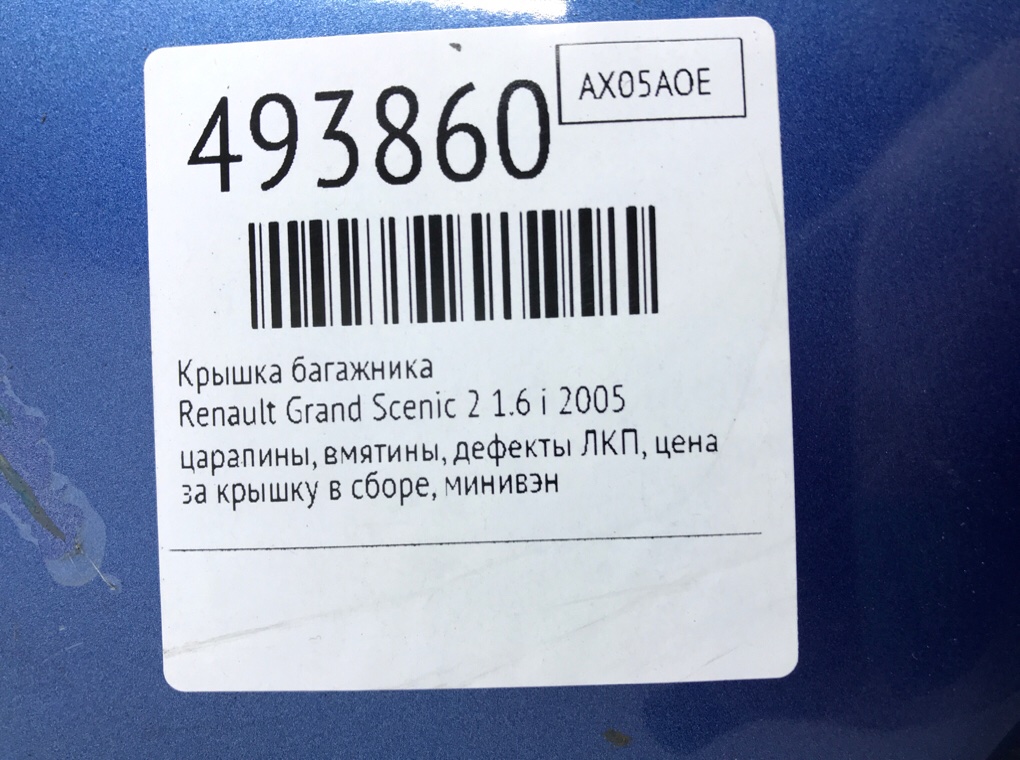 493860
AX05AOE
Крышка багажника
Renault Grand Scenic 2 1.6 i 2005
царапины, вмятины, дефекты ЛКП, цена
за крышку в сборе, минивэн